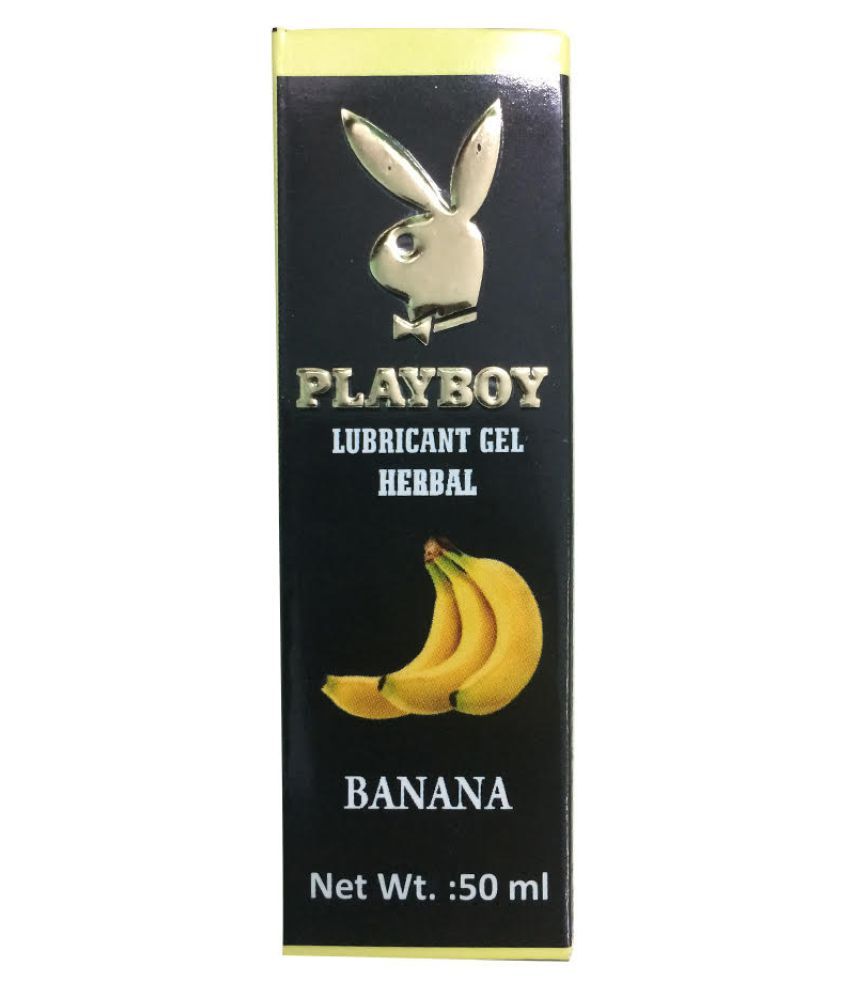 PLAYBOY
LUBRICANT GEL
HERBAL
BANANA
Net Wt. :50 ml